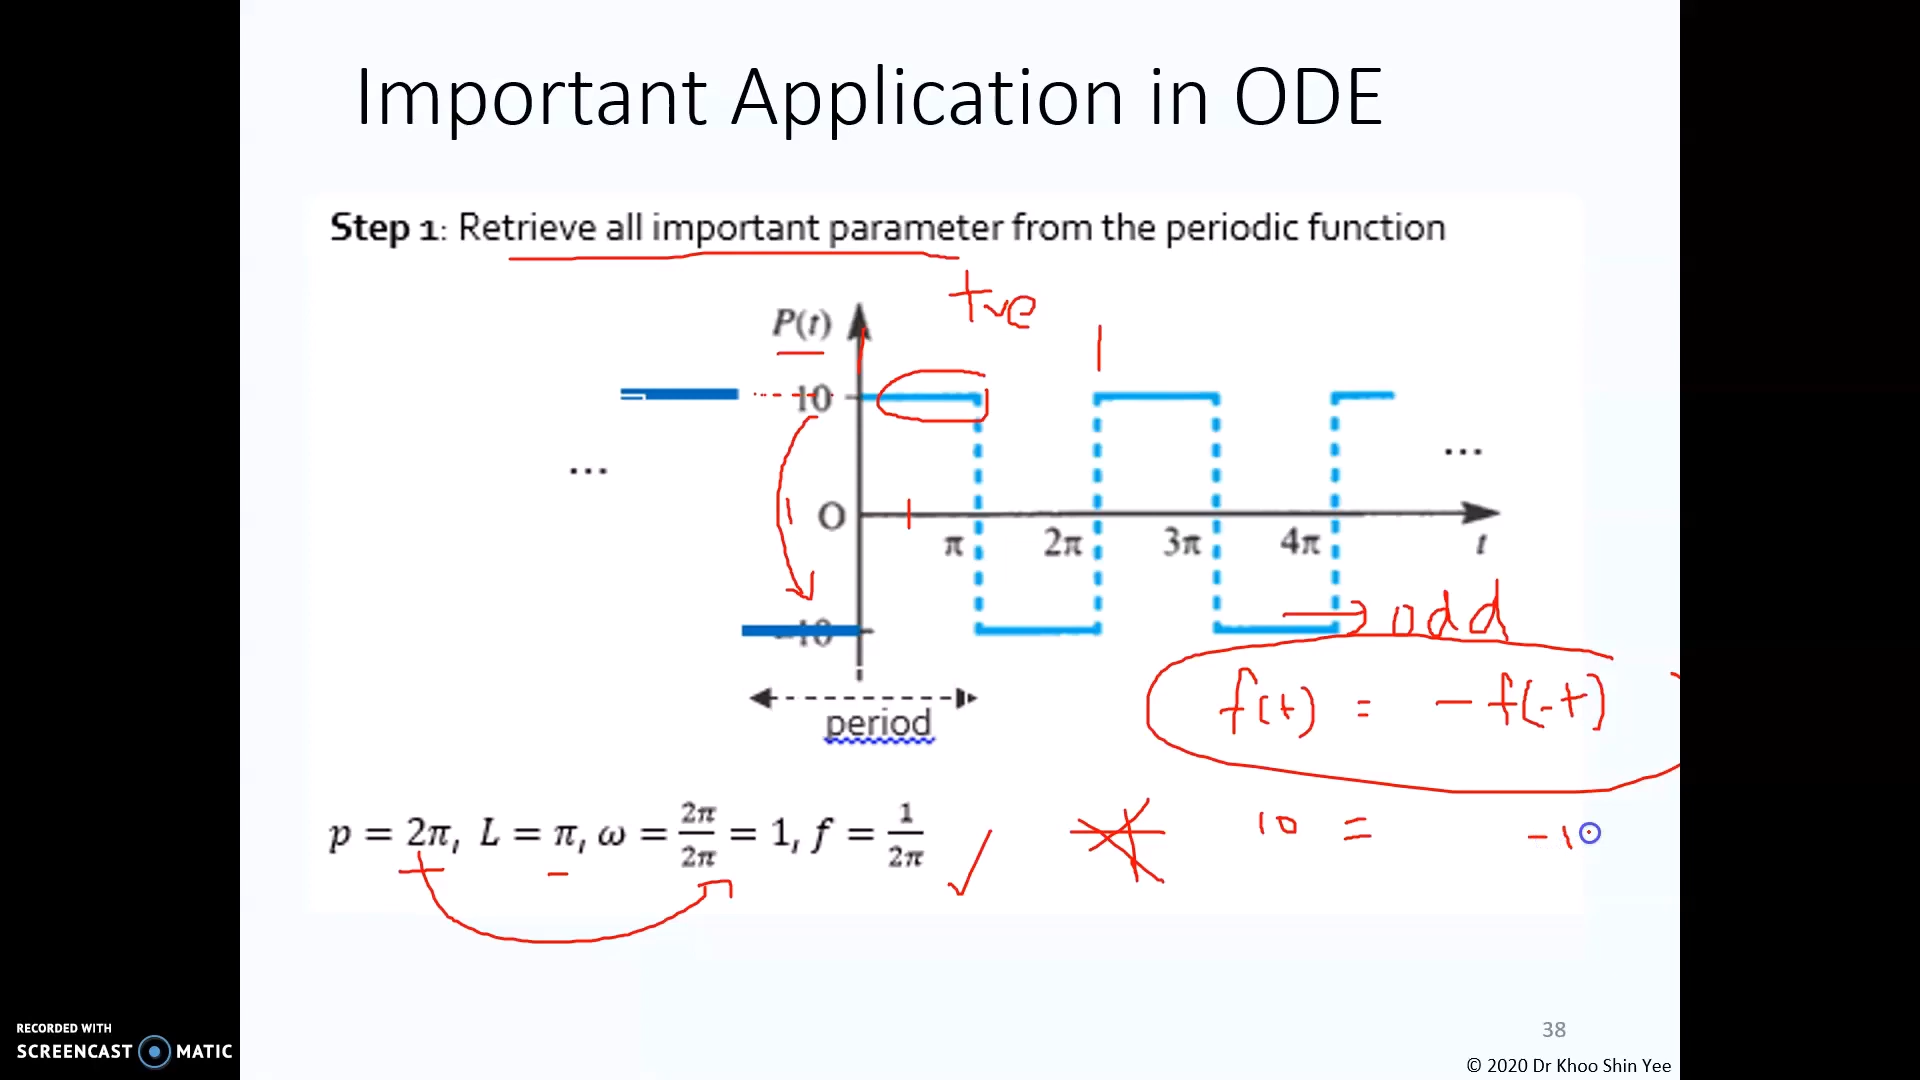 Important Application in ODE
Step 1: Retrieve all important parameter from the periodic function
+ve
P(t)
10
...
...
O
π 2π 3π 4π t
-10
→ odd
f(t) = - f(-t)
period
p = 2π, L = π, ω = 2π/2π = 1, f = 1/2π
10 = -10
38
RECORDED WITH
SCREENCAST MATIC
© 2020 Dr Khoo Shin Yee